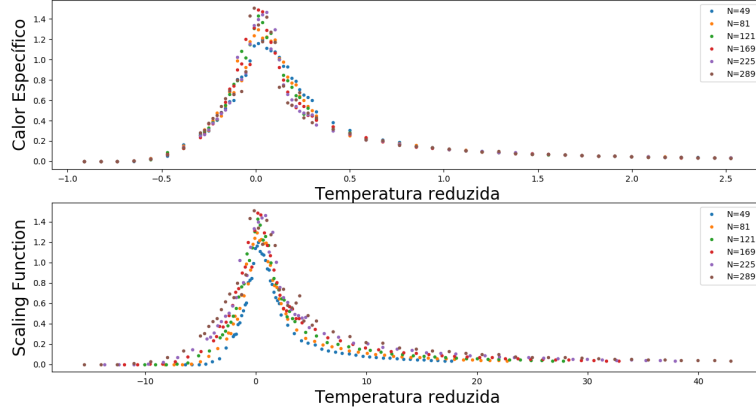 Calor Específico
1.4
1.2
1.0
0.8
0.6
0.4
0.2
0.0
−1.0 −0.5 0.0 0.5 1.0 1.5 2.0 2.5
Temperatura reduzida
N=49
N=81
N=121
N=169
N=225
N=289
Scaling Function
1.4
1.2
1.0
0.8
0.6
0.4
0.2
0.0
−10 0 10 20 30 40
Temperatura reduzida
N=49
N=81
N=121
N=169
N=225
N=289